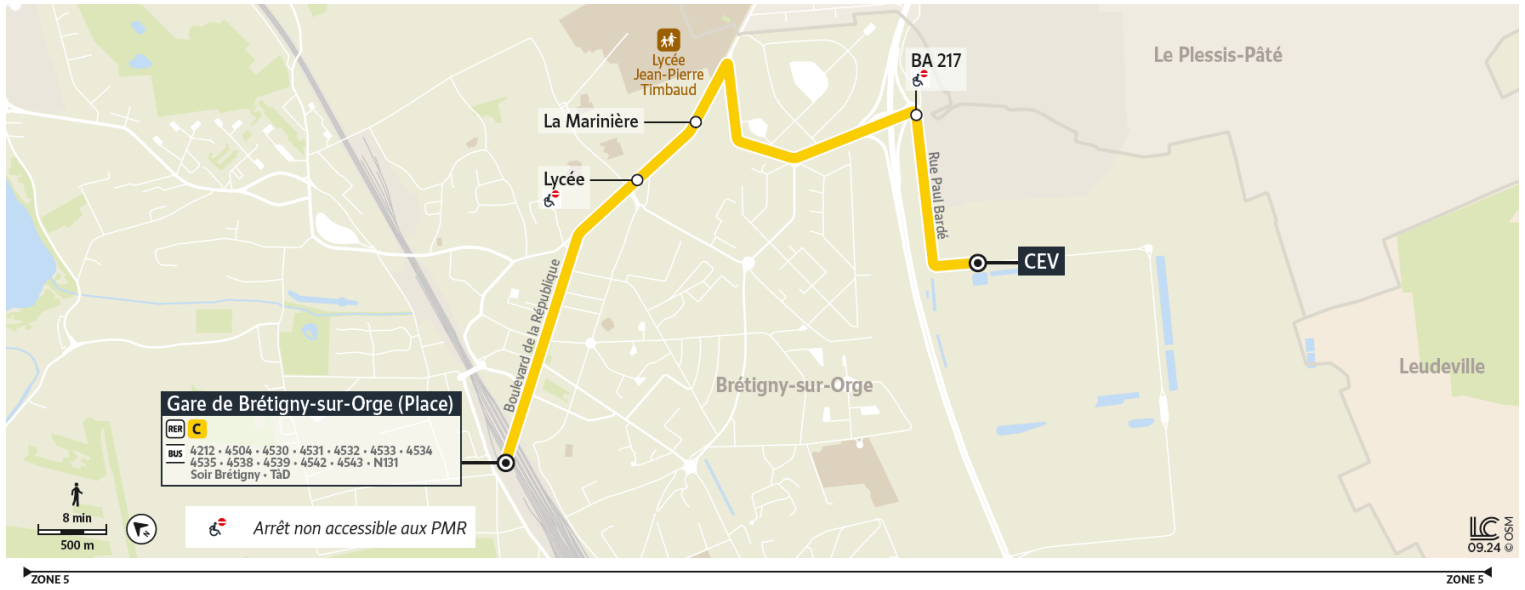 Lycée
Jean-Pierre
Timbaud
BA 217
Le Plessis-Pâté
La Marinière
Lycée
Rue Paul Bardé
CEV
Boulevard de la République
Leudeville
Brétigny-sur-Orge
Gare de Brétigny-sur-Orge (Place)
RER C
BUS 4212 • 4504 • 4530 • 4531 • 4532 • 4533 • 4534
4535 • 4538 • 4539 • 4542 • 4543 • N131
Soir Brétigny • TàD
8 min
500 m
N
Arrêt non accessible aux PMR
LC
09.24 © OSM
ZONE 5
ZONE 5